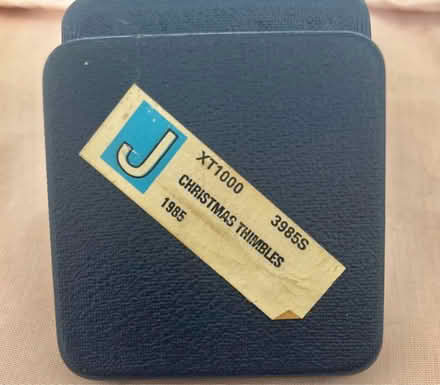 J
XT1000 3985S
CHRISTMAS THIMBLES
1985